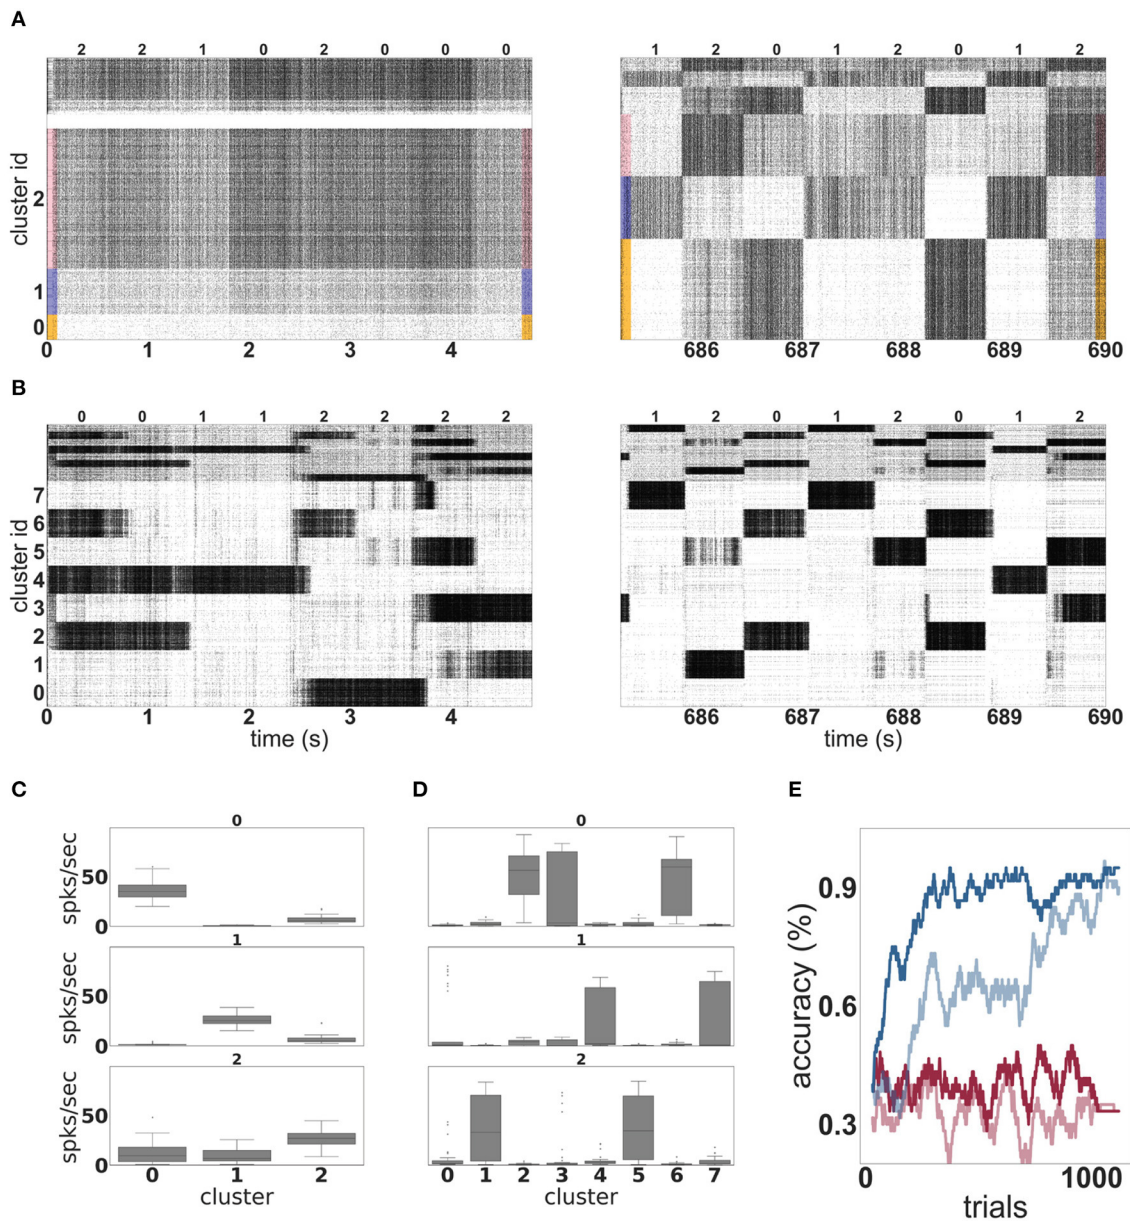 A
2 2 1 0 2 0 0 0
1 2 0 1 1 2 0 1 2
cluster id
2
1
0
0 1 2 3 4
686 687 688 689 690
B
0 0 1 1 2 2 2 2
1 2 0 1 2 0 1 2
cluster id
7
6
5
4
3
2
1
0
0 1 2 3 4
686 687 688 689 690
time (s)
time (s)
C
0
spks/sec
50
0
1
spks/sec
50
0
2
spks/sec
50
0
0 1 2
cluster
D
0
1
2
0 1 2 3 4 5 6 7
cluster
E
accuracy (%)
0.9
0.6
0.3
0 1000
trials